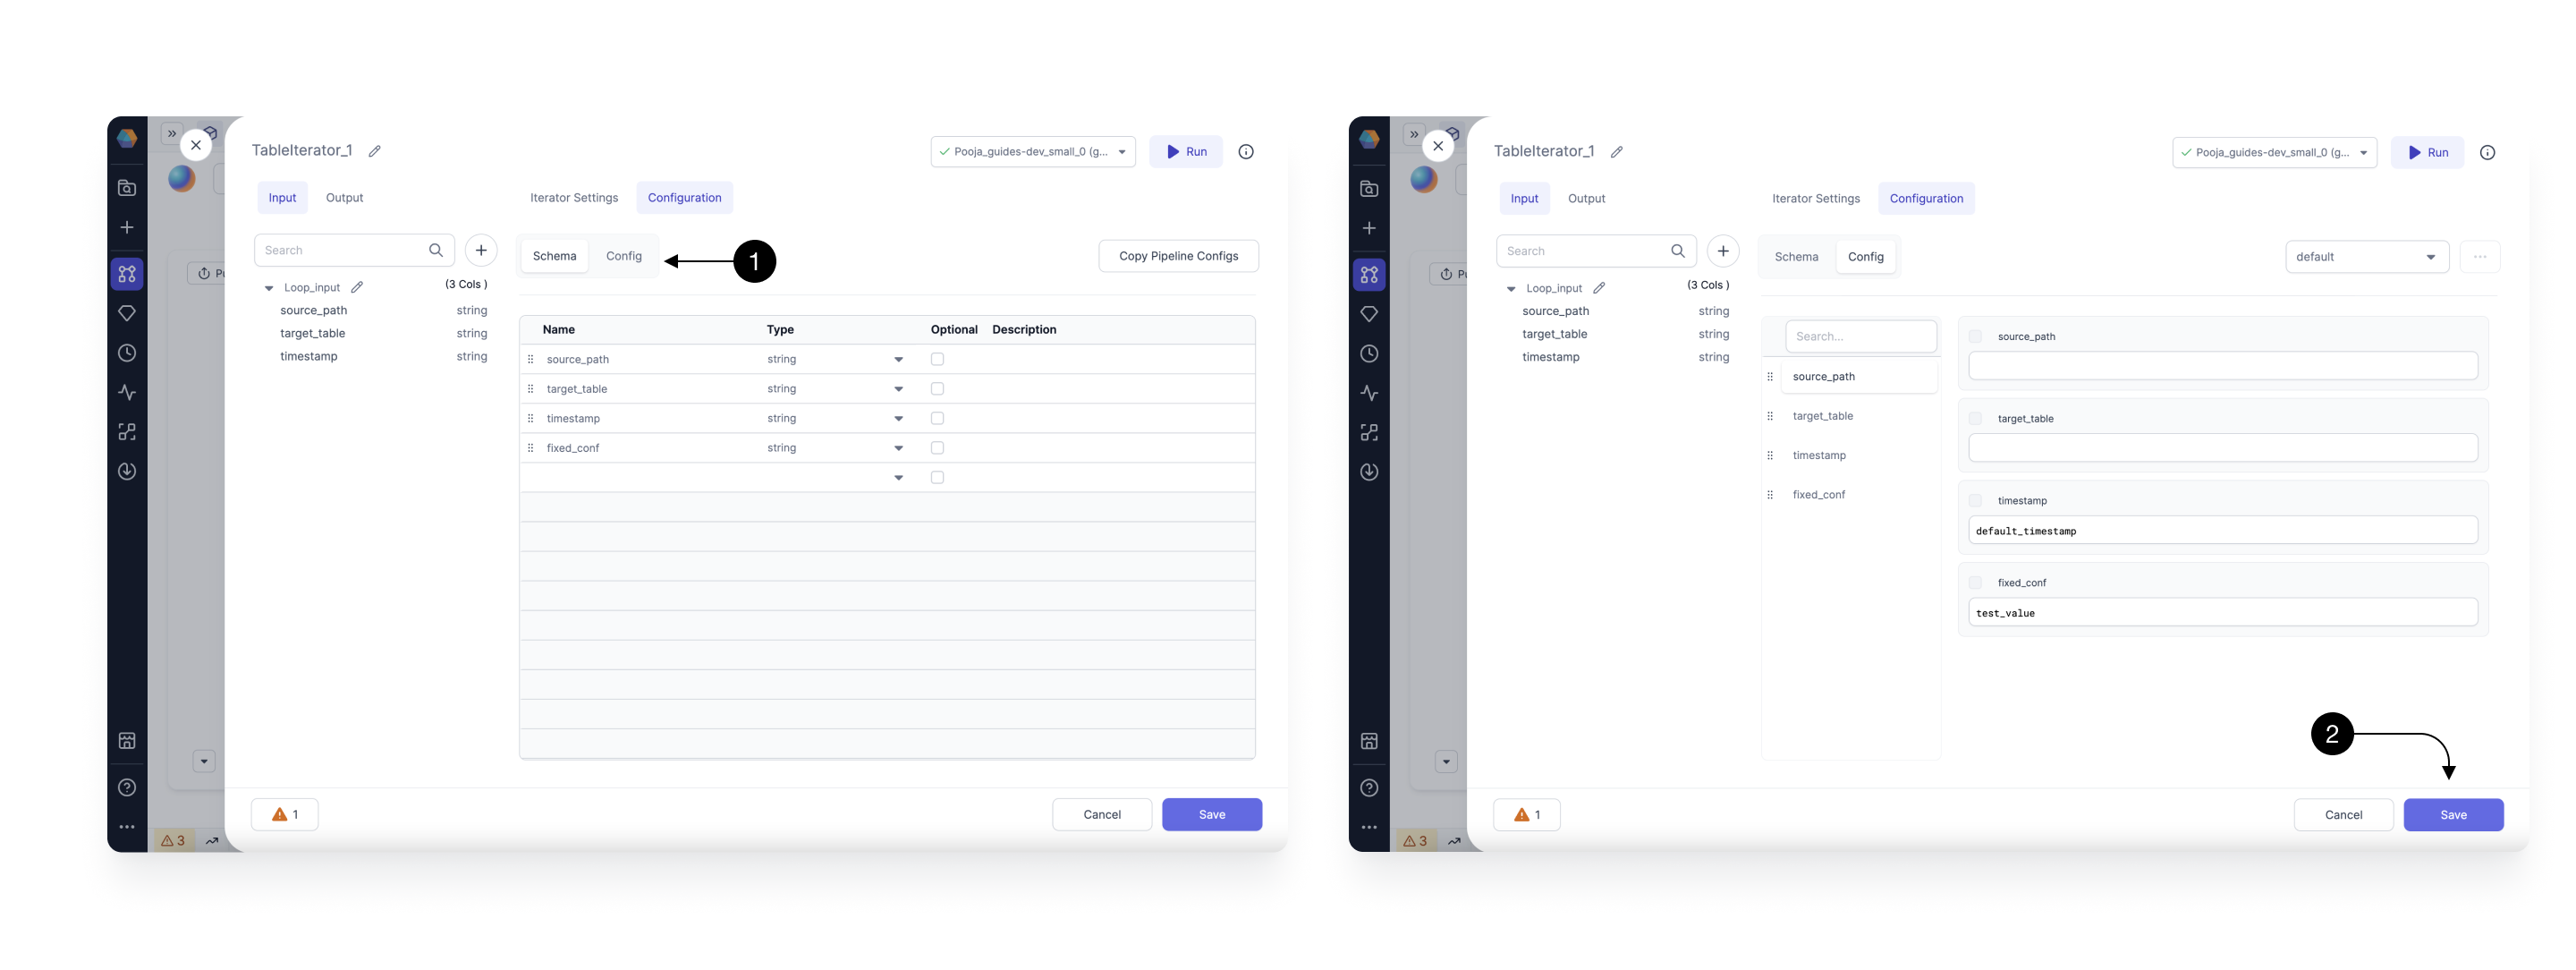 TableIterator_1
Pooja_guides-dev_small_0 (g...
Run
Input
Output
Iterator Settings
Configuration
Search
Schema
Config
1
Copy Pipeline Configs
Loop_input
(3 Cols )
source_path string
target_table string
timestamp string
Name Type Optional Description
source_path string
target_table string
timestamp string
fixed_conf string
1
Cancel
Save
3
TableIterator_1
Pooja_guides-dev_small_0 (g...
Run
Input
Output
Iterator Settings
Configuration
Search
Schema
Config
default
Loop_input
(3 Cols )
source_path string
target_table string
timestamp string
Search...
source_path
target_table
timestamp
fixed_conf
source_path
target_table
timestamp
default_timestamp
fixed_conf
test_value
2
1
Cancel
Save
3